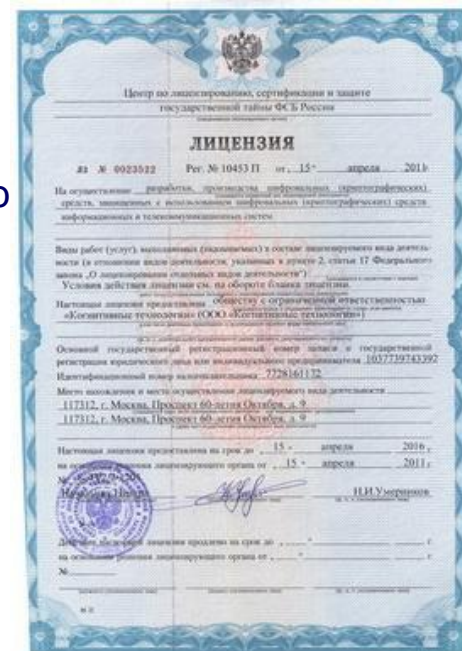 Центр по лицензированию, сертификации и защите
государственной тайны ФСБ России
ЛИЦЕНЗИЯ
ЛЗ № 0023522 Рег. № 10453 П от „ 15 “ апреля 2011г
На осуществление разработки, производства шифровальных (криптографических)
средств, защищенных с использованием шифровальных (криптографических) средств
информационных и телекоммуникационных систем
Виды работ (услуг), выполняемых (оказываемых) в составе лицензируемого вида деятель-
ности (в отношении видов деятельности, указанных в пункте 2, статьи 17 Федерального
закона „О лицензировании отдельных видов деятельности“)
Условия действия лицензии см. на обороте бланка лицензии
Настоящая лицензия предоставлена обществу с ограниченной ответственностью
«Когнитивные технологии» (ООО «Когнитивные технологии»)
Основной государственный регистрационный номер записи о государственной
регистрации юридического лица или индивидуального предпринимателя 1037739743392
Идентификационный номер налогоплательщика 7728161172
Место нахождения и места осуществления лицензируемого вида деятельности
117312, г. Москва, Проспект 60-летия Октября, д. 9
117312, г. Москва, Проспект 60-летия Октября, д. 9
Настоящая лицензия предоставлена на срок до „ 15 “ апреля 2016 г
на основании решения лицензирующего органа от „ 15 “ апреля 2011 г
№
Начальник Центра Н.И.Умеренков
Действие настоящей лицензии продлено на срок до „ “ г
на основании решения лицензирующего органа от „ “ г
№
М.П.
о